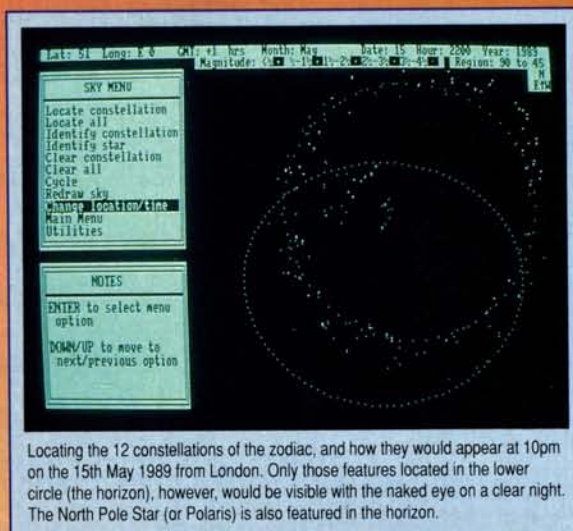 Lat: 51 Long: E 0 GMT: +1 hrs Month: May Date: 15 Hour: 2200 Year: 1989
Magnitude: Region: 90 to 45
N
E+W
SKY MENU
Locate constellation
Locate all
Identify constellation
Identify star
Clear constellation
Clear all
Cycle
Redraw sky
Change location/time
Main Menu
Utilities
NOTES
ENTER to select menu
option
DOWN/UP to move to
next/previous option
Locating the 12 constellations of the zodiac, and how they would appear at 10pm
on the 15th May 1989 from London. Only those features located in the lower
circle (the horizon), however, would be visible with the naked eye on a clear night.
The North Pole Star (or Polaris) is also featured in the horizon.